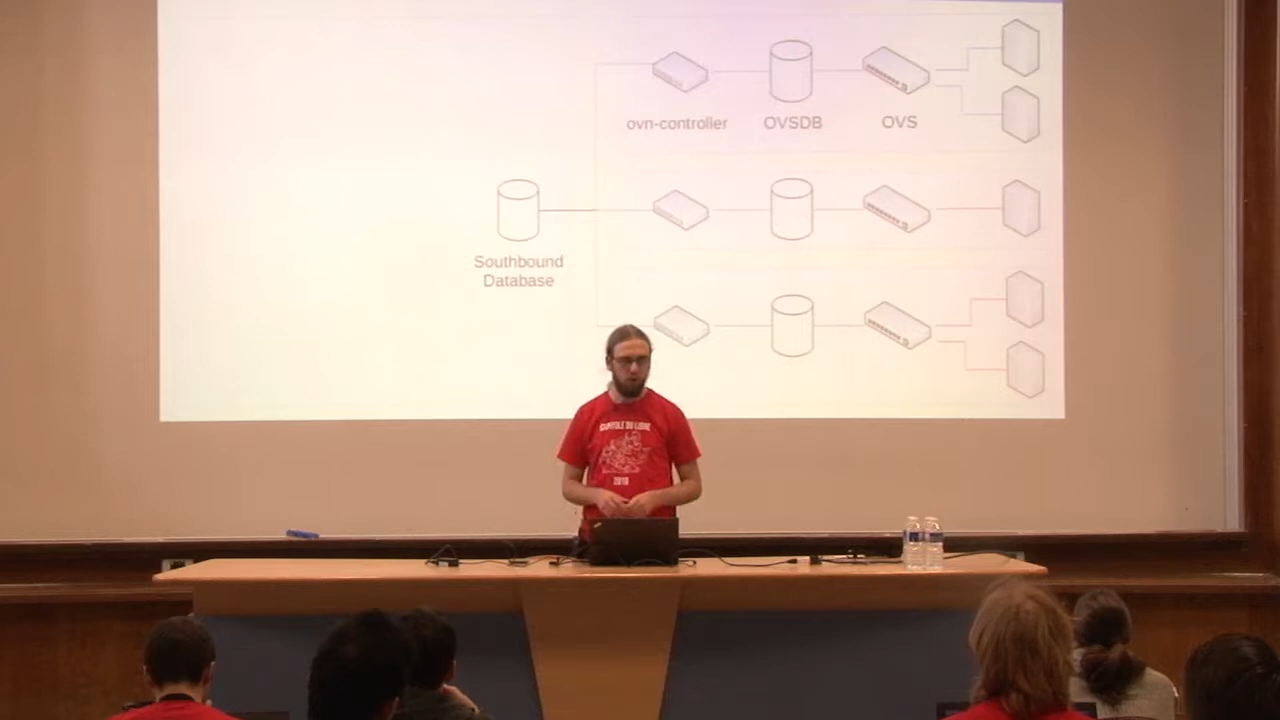 ovn-controller
OVSDB
OVS
Southbound
Database
CAPITOLE DU LIBRE
2018